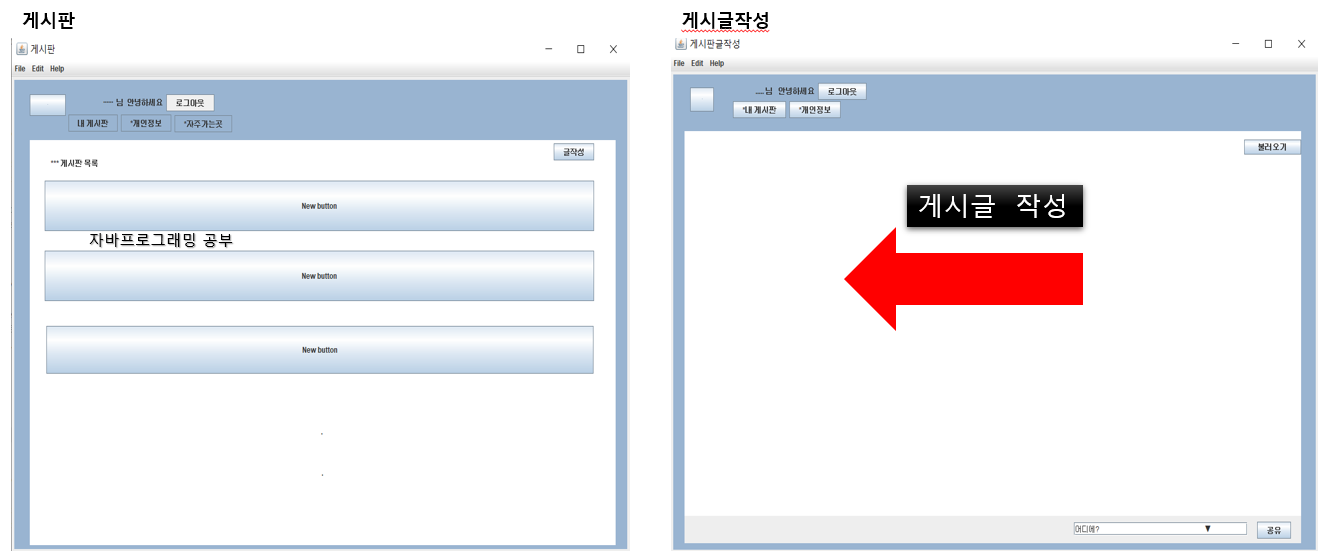 게시판
게시판
File Edit Help
---- 님 안녕하세요 로그아웃
내 게시판 *개인정보 *자주가는곳
글작성
*** 게시판 목록
New button
자바프로그래밍 공부
New button
New button
게시글작성
게시판글작성
File Edit Help
....님 안녕하세요 로그아웃
*내 게시판 *개인정보
불러오기
게시글 작성
어디에? ▼ 공유